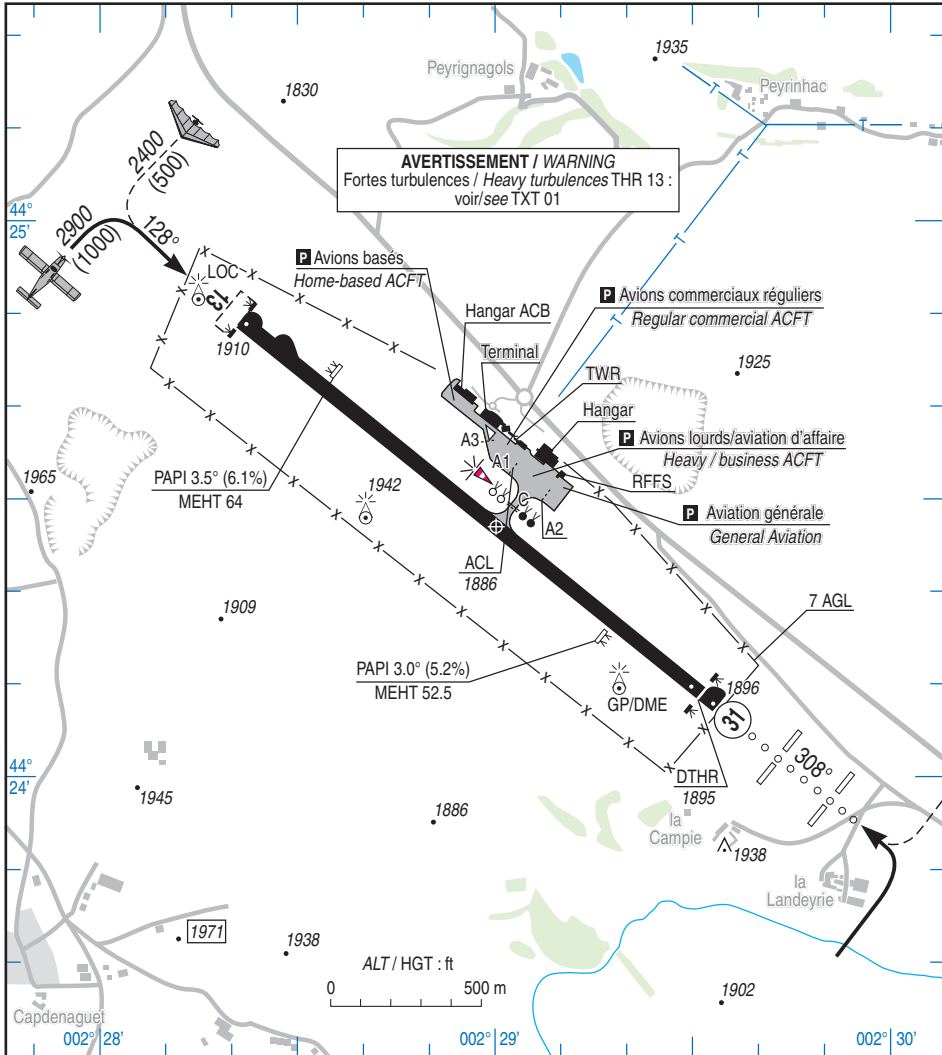 1935
Peyrignagols
Peyrinhac
1830
2400
(500)
T
T
AVERTISSEMENT / WARNING
Fortes turbulences / Heavy turbulences THR 13 :
voir/see TXT 01
44°
25'
2900
(1000)
128°
T
LOC
P Avions basés
Home-based ACFT
13
P Avions commerciaux réguliers
Regular commercial ACFT
Hangar ACB
T
1910
Terminal
TWR
1925
Hangar
A3
P Avions lourds/aviation d'affaire
Heavy / business ACFT
A1
1965
PAPI 3.5° (6.1%)
MEHT 64
1942
RFFS
C
P Aviation générale
General Aviation
A2
ACL
1886
1909
7 AGL
PAPI 3.0° (5.2%)
MEHT 52.5
GP/DME
1896
31
308°
44°
24'
DTHR
1895
1945
1886
la
Campie
1938
la
Landeyrie
1971
1938
ALT / HGT : ft
0 500 m
1902
Capdenaguet
002° 28'
002° 29'
002° 30'